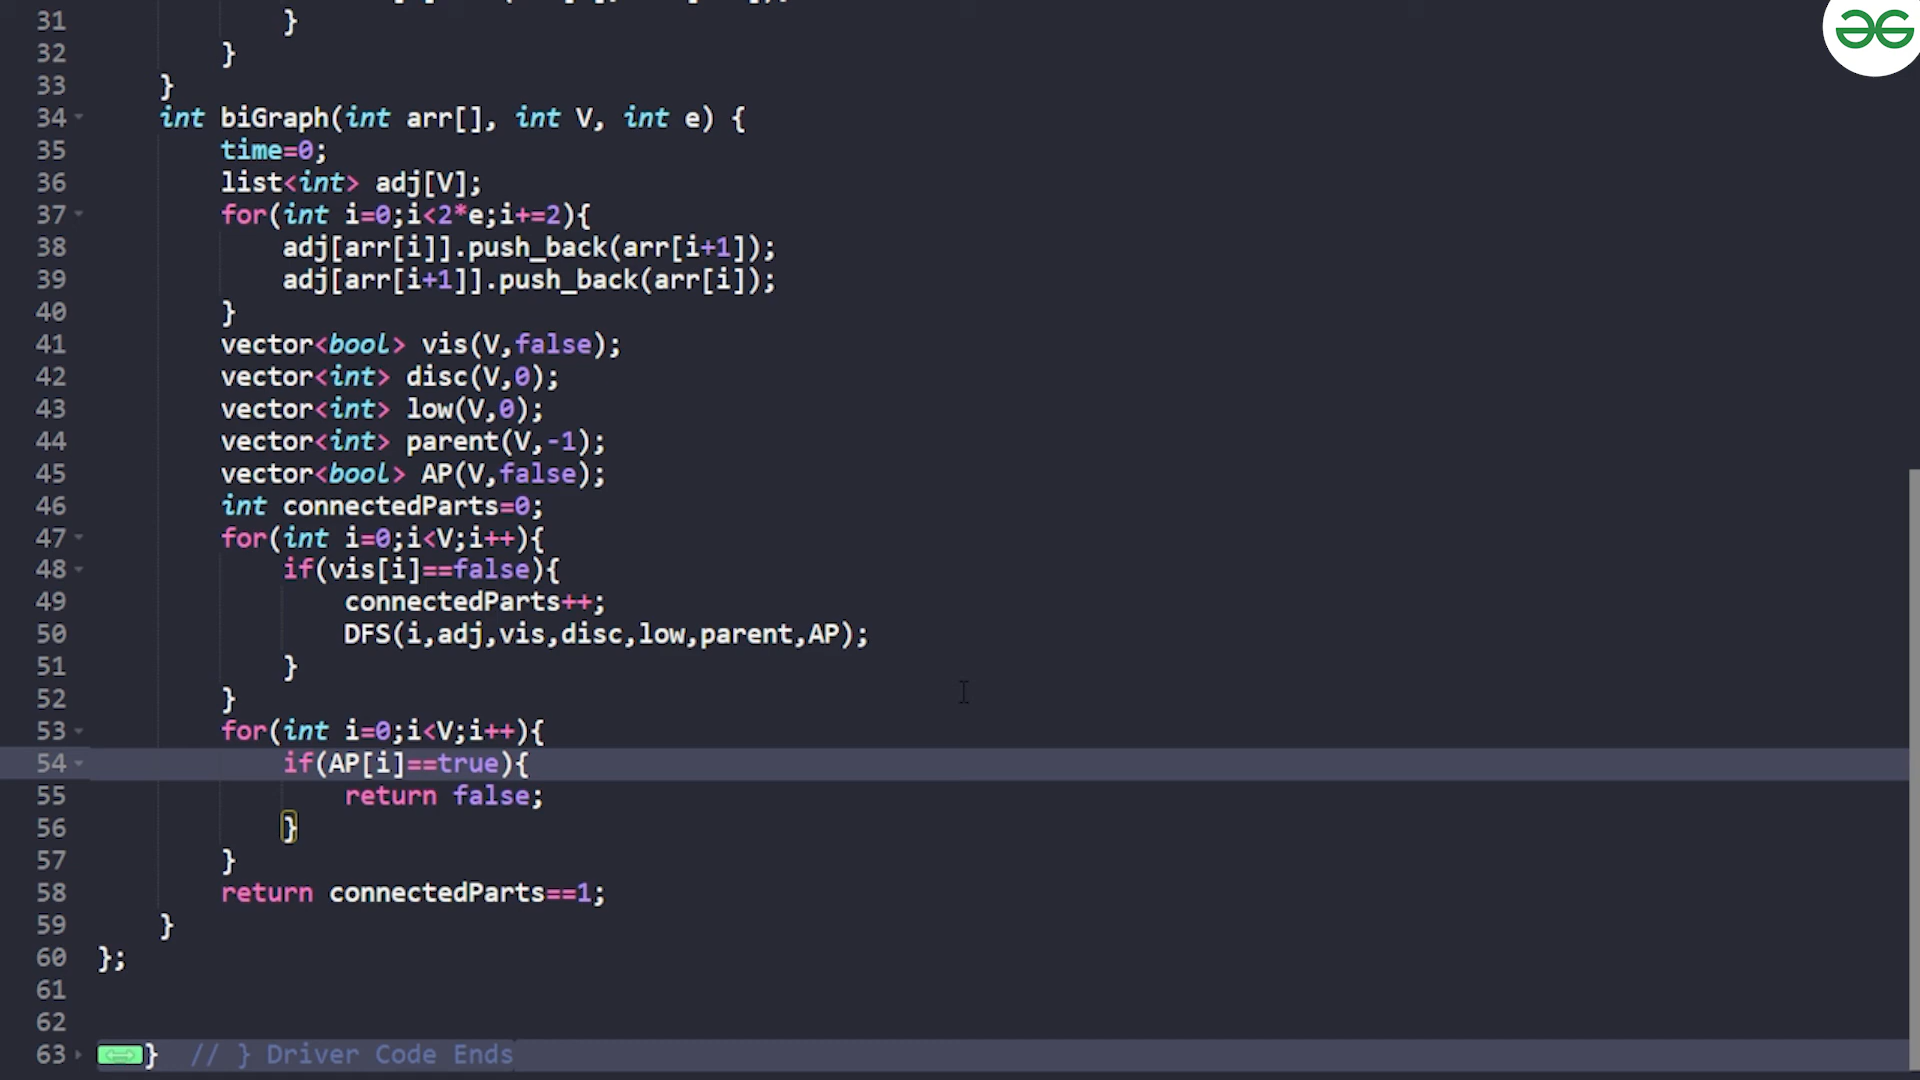 31 }
32 }
33 }
34 int biGraph(int arr[], int V, int e) {
35 time=0;
36 list<int> adj[V];
37 for(int i=0;i<2*e;i+=2){
38 adj[arr[i]].push_back(arr[i+1]);
39 adj[arr[i+1]].push_back(arr[i]);
40 }
41 vector<bool> vis(V,false);
42 vector<int> disc(V,0);
43 vector<int> low(V,0);
44 vector<int> parent(V,-1);
45 vector<bool> AP(V,false);
46 int connectedParts=0;
47 for(int i=0;i<V;i++){
48 if(vis[i]==false){
49 connectedParts++;
50 DFS(i,adj,vis,disc,low,parent,AP);
51 }
52 }
53 for(int i=0;i<V;i++){
54 if(AP[i]==true){
55 return false;
56 }
57 }
58 return connectedParts==1;
59 }
60 };
61
62
63 } // } Driver Code Ends